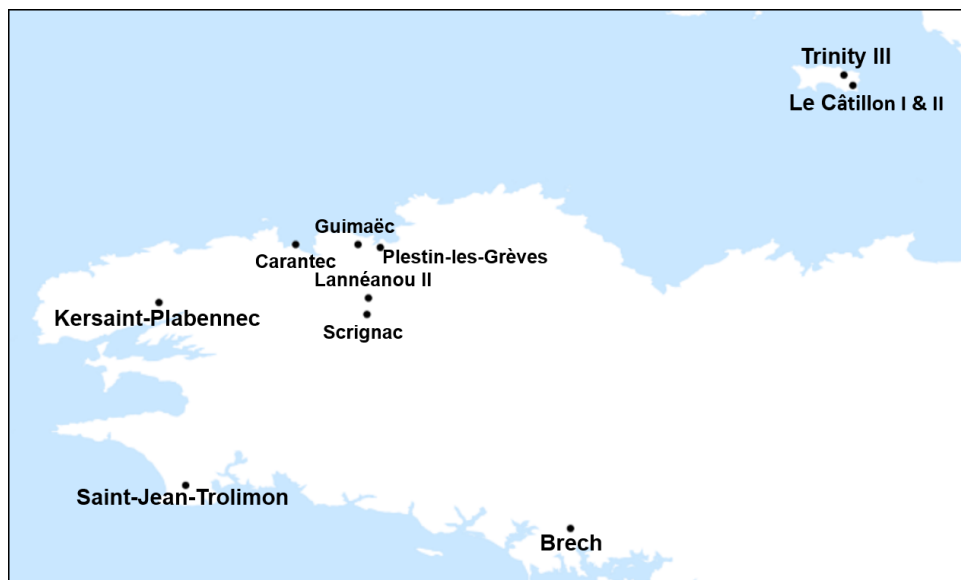 Trinity III
Le Câtillon I & II
Guimaëc
Carantec
Plestin-les-Grèves
Lannéanou II
Kersaint-Plabennec
Scrignac
Saint-Jean-Trolimon
Brech